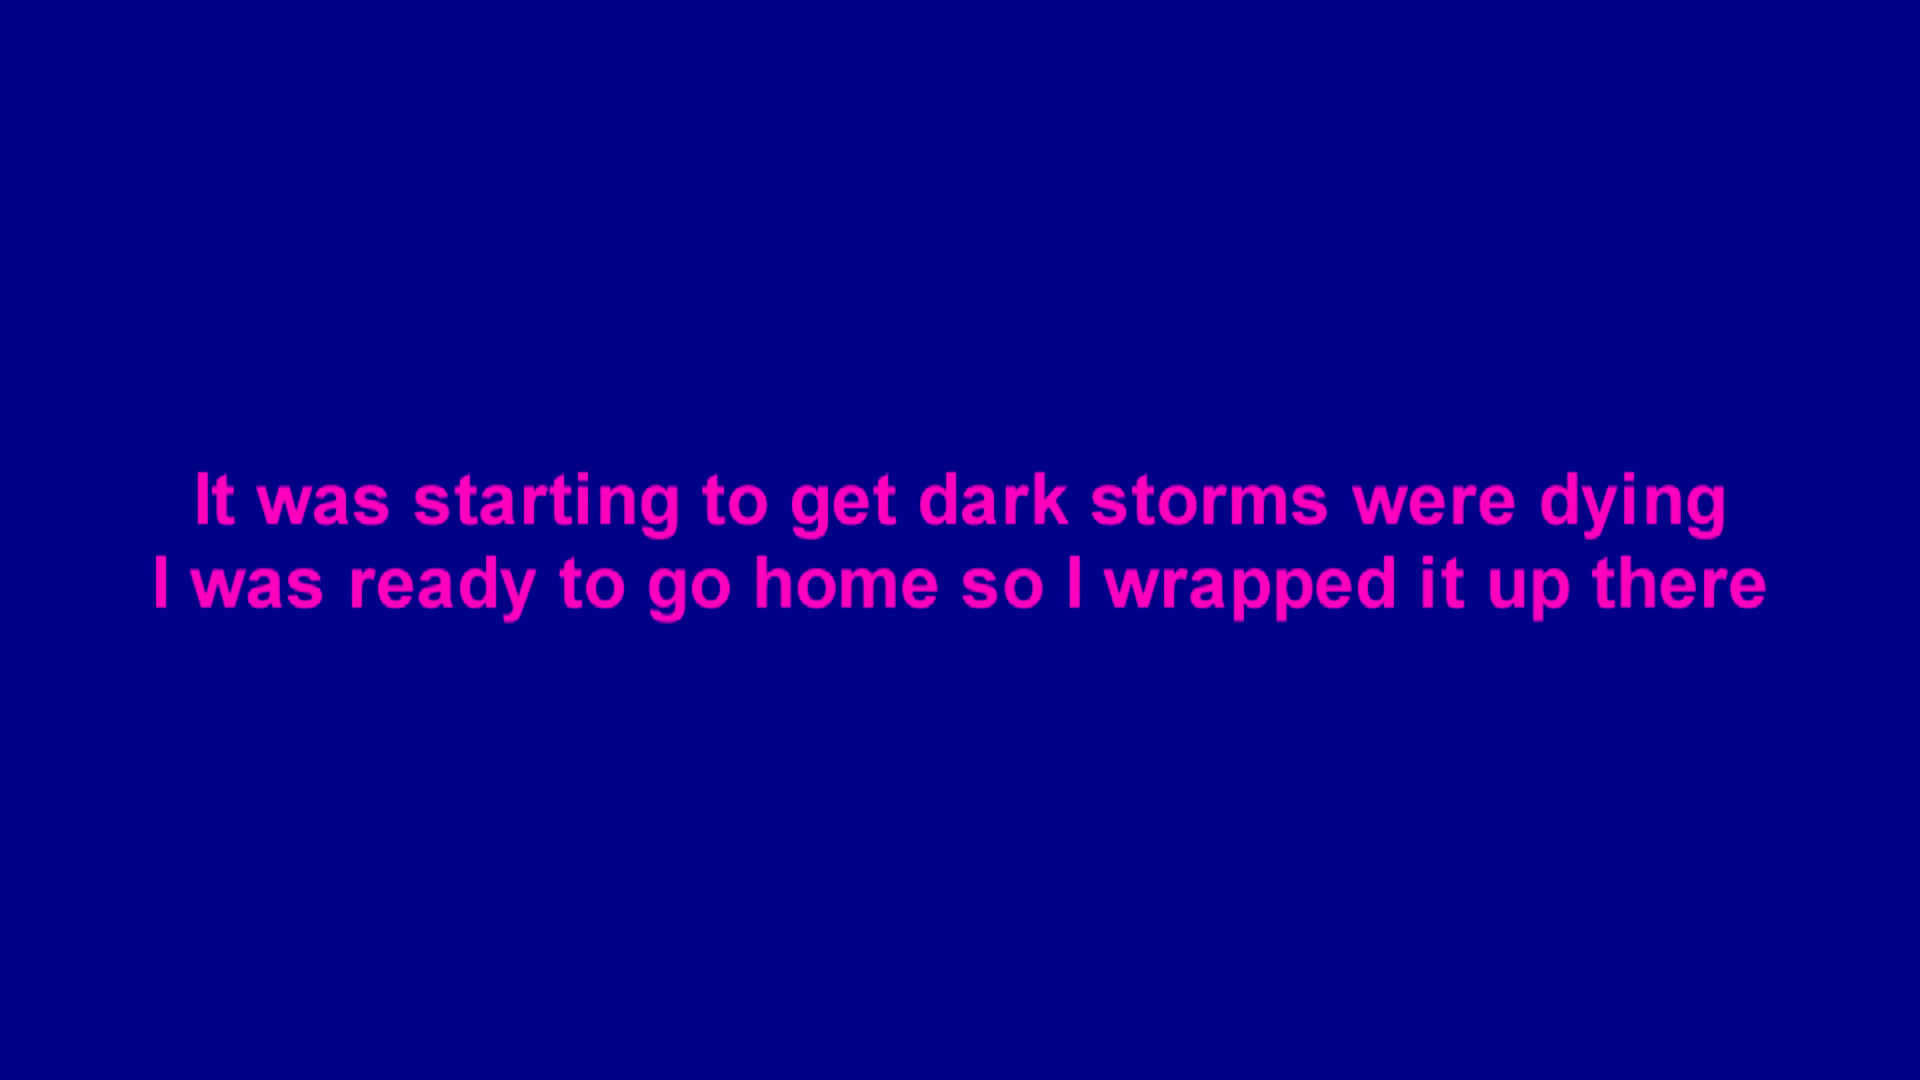 It was starting to get dark storms were dying
I was ready to go home so I wrapped it up there